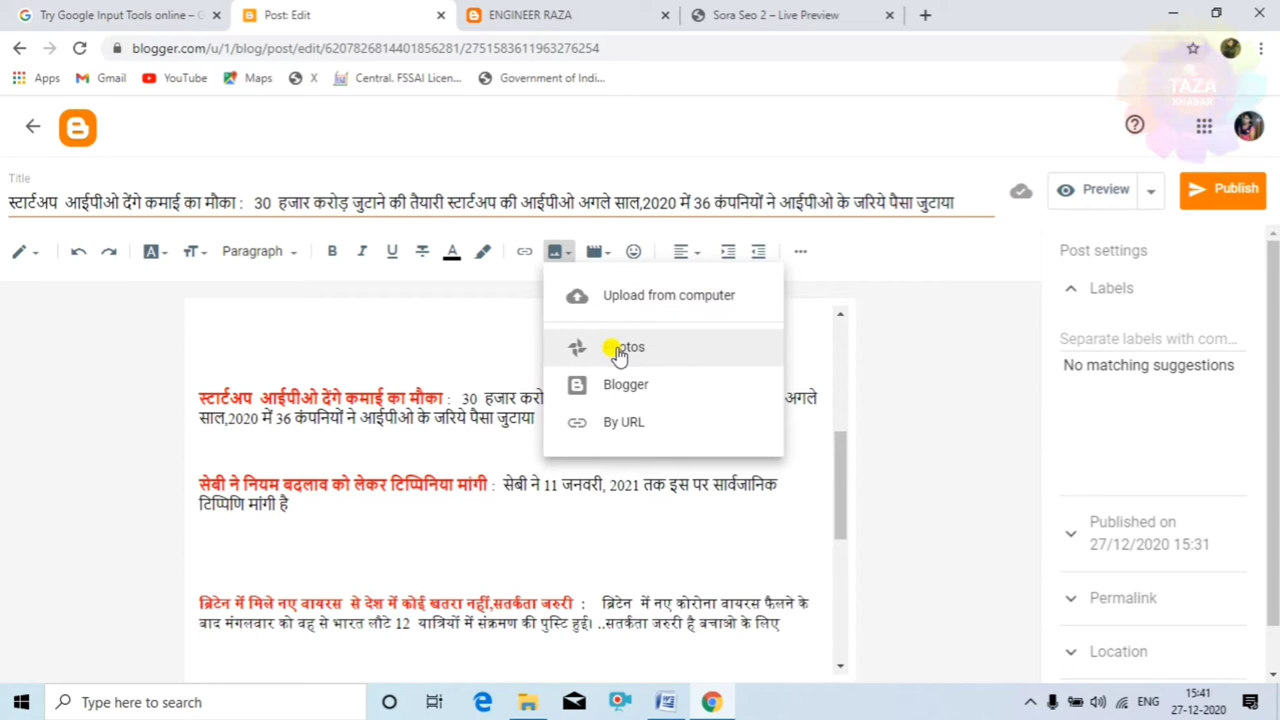 Try Google Input Tools online – G
Post: Edit
ENGINEER RAZA
Sora Seo 2 – Live Preview
blogger.com/u/1/blog/post/edit/6207826814401856281/2751583611963276254
Apps
Gmail
YouTube
Maps
X
Central. FSSAI Licen...
Government of Indi...
TAZA
KHABAR
Title
स्टार्टअप आईपीओ देंगे कमाई का मौका : 30 हजार करोड़ जुटाने की तैयारी स्टार्टअप की आईपीओ अगले साल,2020 में 36 कंपनियों ने आईपीओ के जरिये पैसा जुटाया
Preview
Publish
Paragraph
Post settings
Labels
Separate labels with com...
No matching suggestions
Upload from computer
Blogger
By URL
स्टार्टअप आईपीओ देंगे कमाई का मौका : 30 हजार करो अगले
साल,2020 में 36 कंपनियों ने आईपीओ के जरिये पैसा जुटाया
सेबी ने नियम बदलाव को लेकर टिप्पिनिया मांगी : सेबी ने 11 जनवरी, 2021 तक इस पर सार्वजानिक
टिप्पिणि मांगी है
ब्रिटेन में मिले नए वायरस से देश में कोई खतरा नहीं,सतर्कता जरुरी : ब्रिटेन में नए कोरोना वायरस फैलने के
बाद मंगलवार को वह से भारत लौटे 12 यात्रियों में संक्रमण की पुस्टि हुई। ..सतर्कता जरुरी है बचाओ के लिए
Published on
27/12/2020 15:31
Permalink
Location
Type here to search
ENG
15:41
27-12-2020